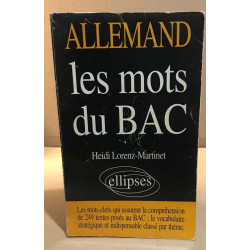 ALLEMAND
les mots
du BAC
Heidi Lorenz-Martinet
ellipses
Les mots-clefs qui assurent la compréhension
de 249 textes posés au BAC : le vocabulaire
stratégique et indispensable classé par thème.